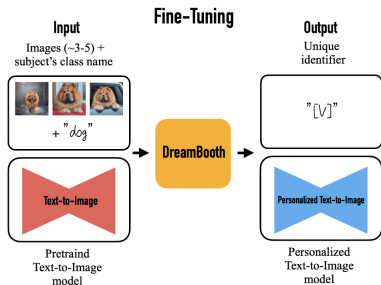 Fine-Tuning
Input
Images (~3-5) +
subject's class name
+ "dog"
Text-to-Image
Pretraind
Text-to-Image
model
DreamBooth
Output
Unique
identifier
"[V]"
Personalized Text-to-Image
Personalized
Text-to-Image
model